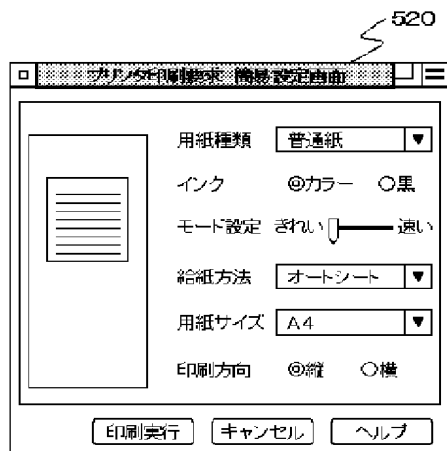 520
プリンタ印刷要求 簡易設定画面
用紙種類 普通紙 ▼
インク ◎カラー ○黒
モード設定 きれい 速い
給紙方法 オートシート ▼
用紙サイズ A4 ▼
印刷方向 ◎縦 ○横
印刷実行 キャンセル ヘルプ